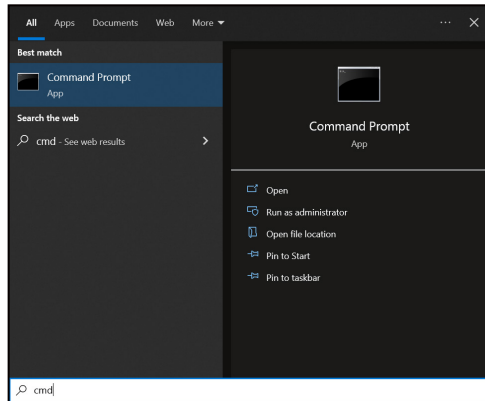 All Apps Documents Web More
Best match
Command Prompt
App
Search the web
cmd - See web results
Command Prompt
App
Open
Run as administrator
Open file location
Pin to Start
Pin to taskbar
cmd